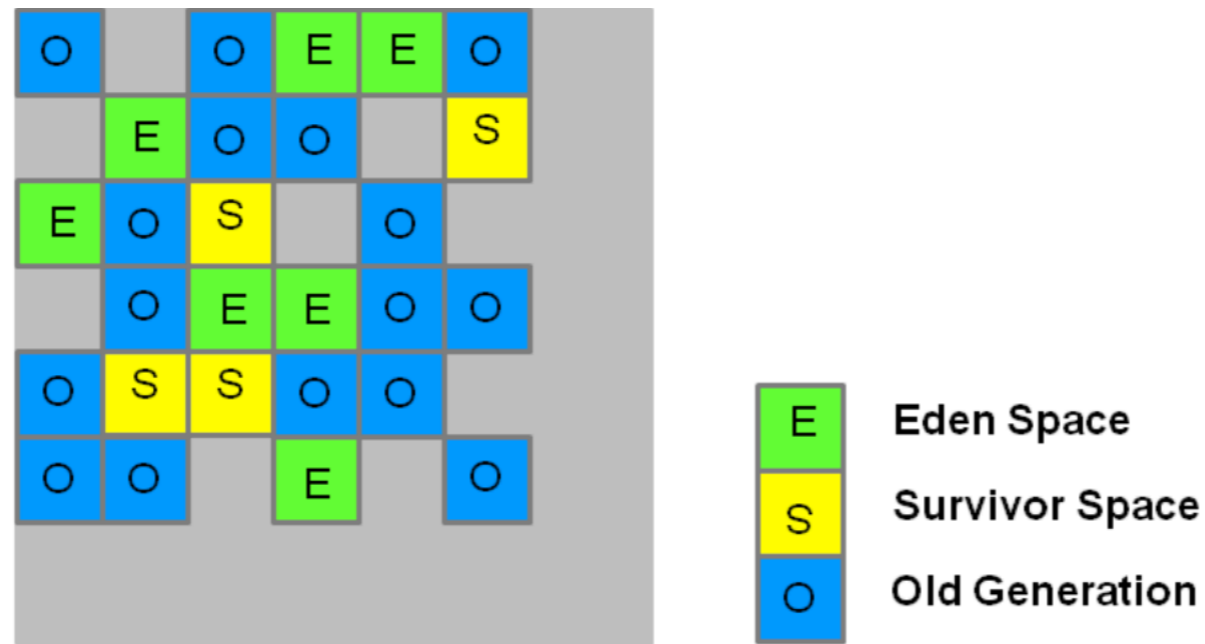 O O E E O
E O O S
E O S O
O E E O O
O S S O O
O O E O
E Eden Space
S Survivor Space
O Old Generation